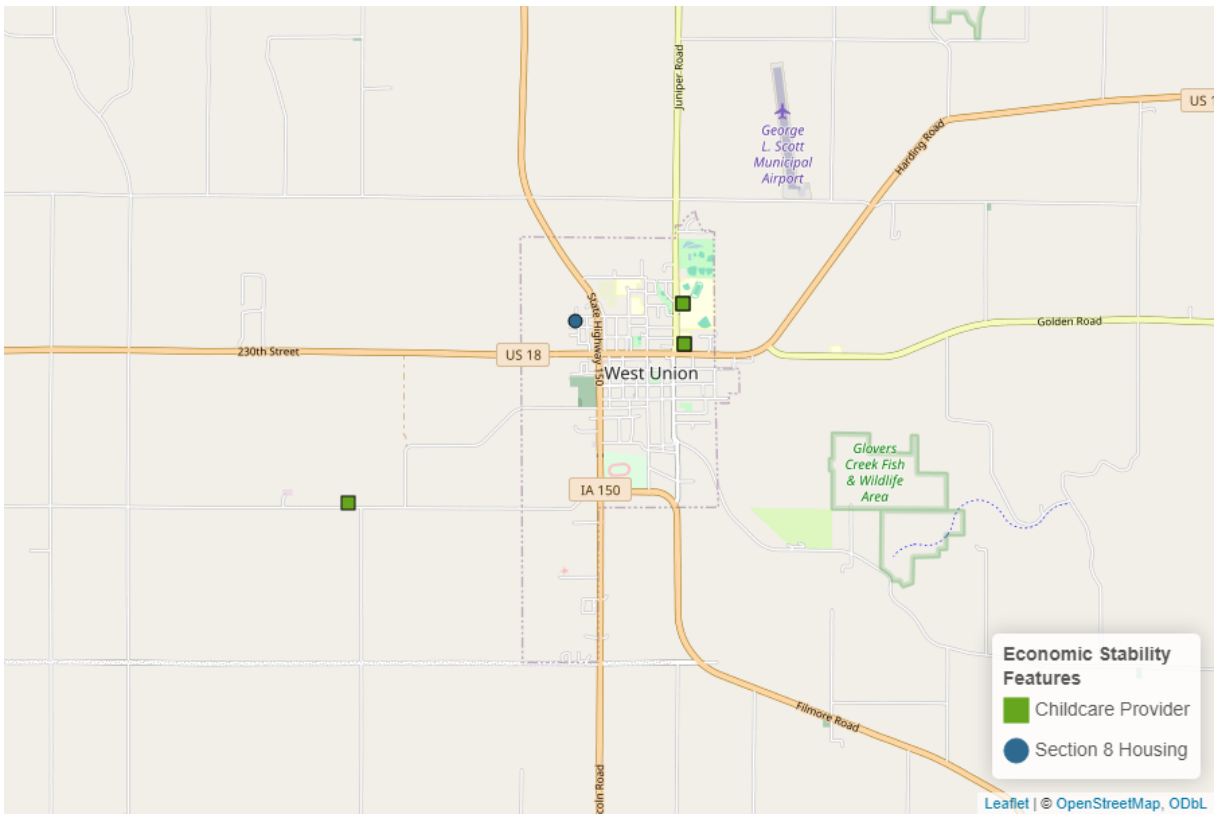 Juniper Road
US 1
George
L. Scott
Municipal
Airport
Harding Road
State Highway 150
Golden Road
230th Street
US 18
West Union
Glovers
Creek Fish
& Wildlife
Area
IA 150
Filmore Road
coln Road
Economic Stability
Features
Childcare Provider
Section 8 Housing
Leaflet | © OpenStreetMap, ODbL